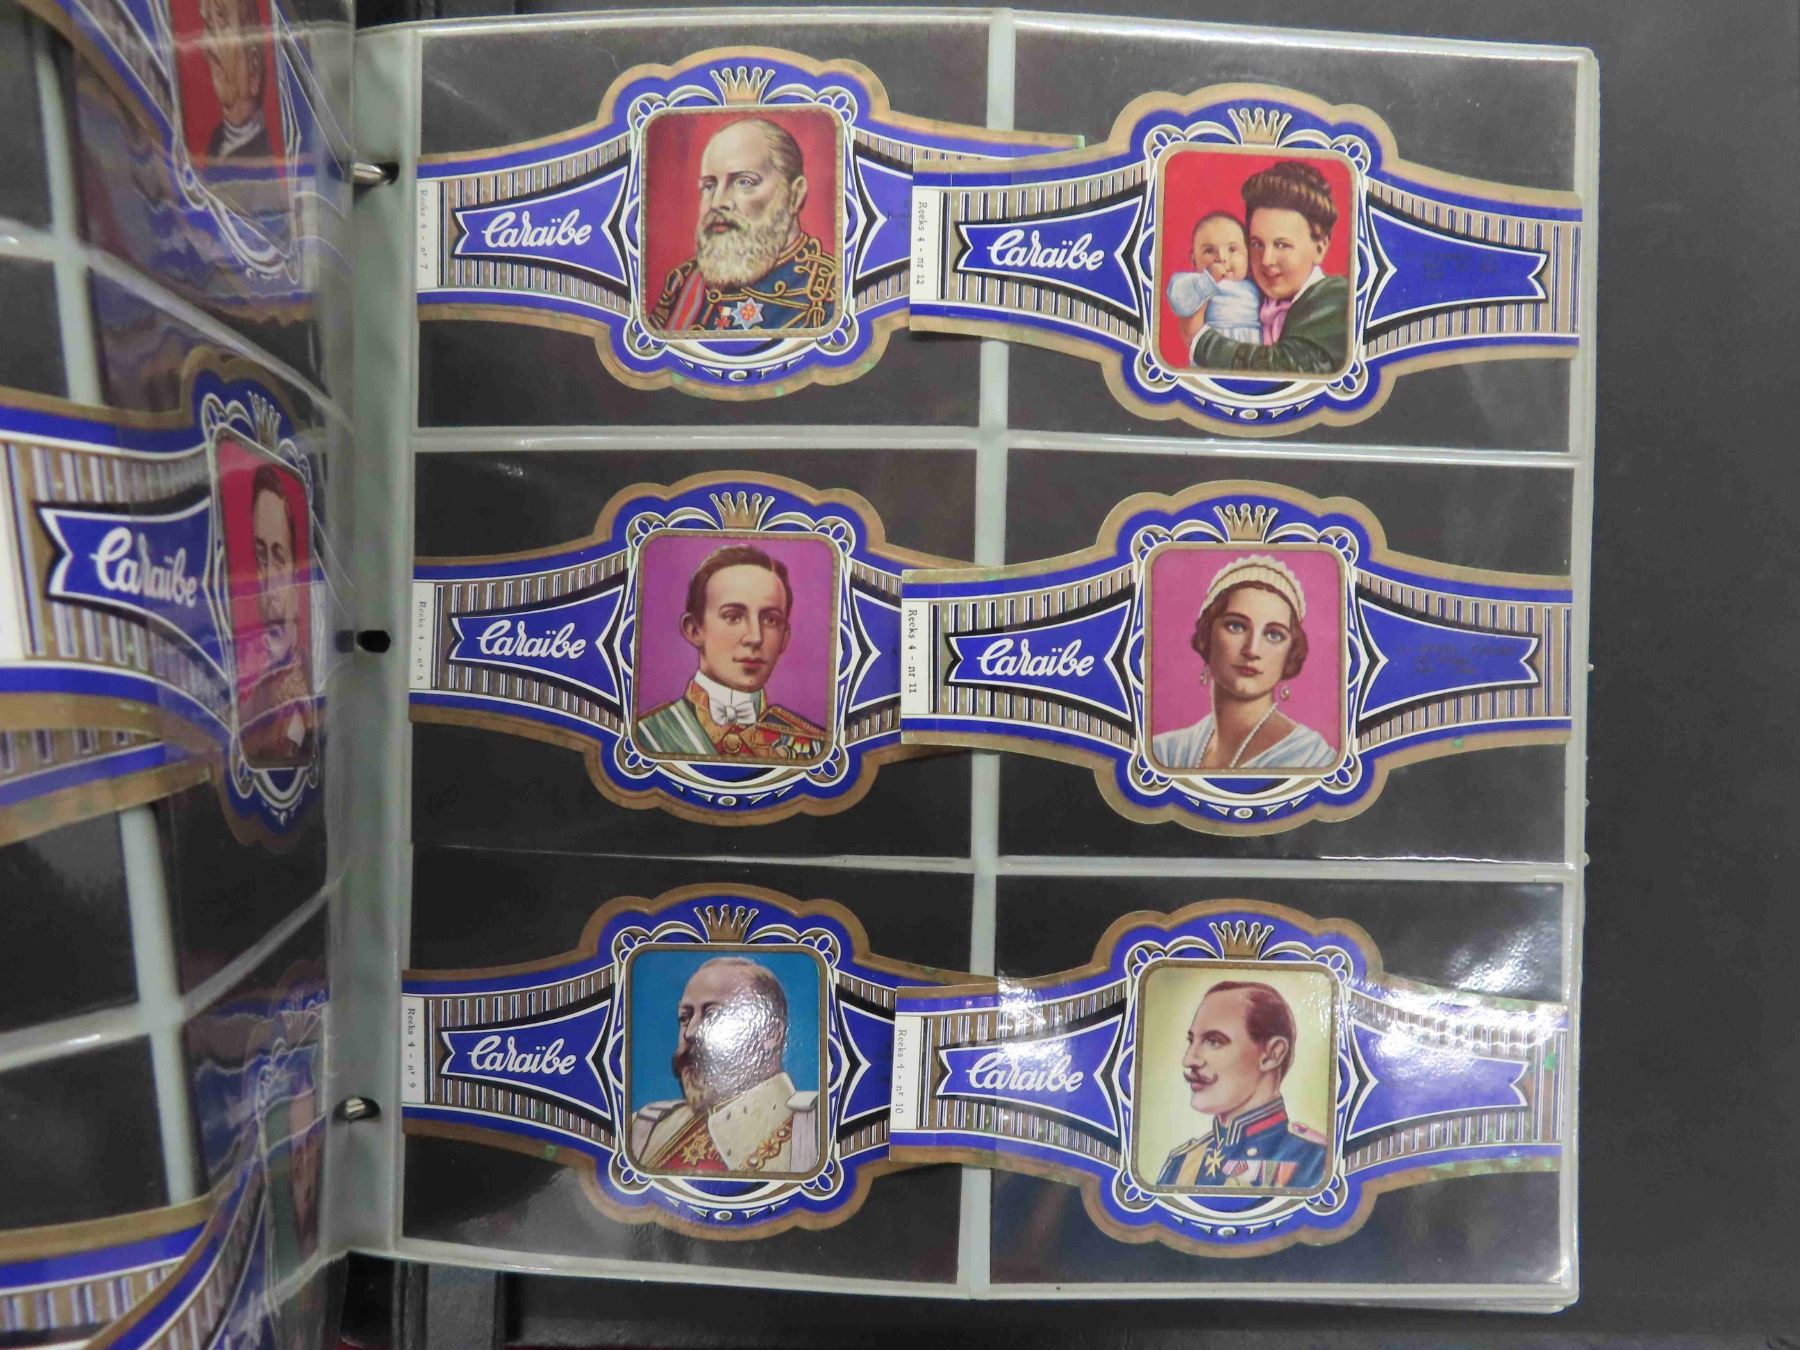 Reeks 4 - nr 7
Caraïbe
Reeks 4 - nr 12
Caraïbe
Caraïbe
Reeks 4 - nr 8
Caraïbe
Reeks 4 - nr 11
Caraïbe
Reeks 4 - nr 9
Caraïbe
Reeks 4 - nr 10
Caraïbe